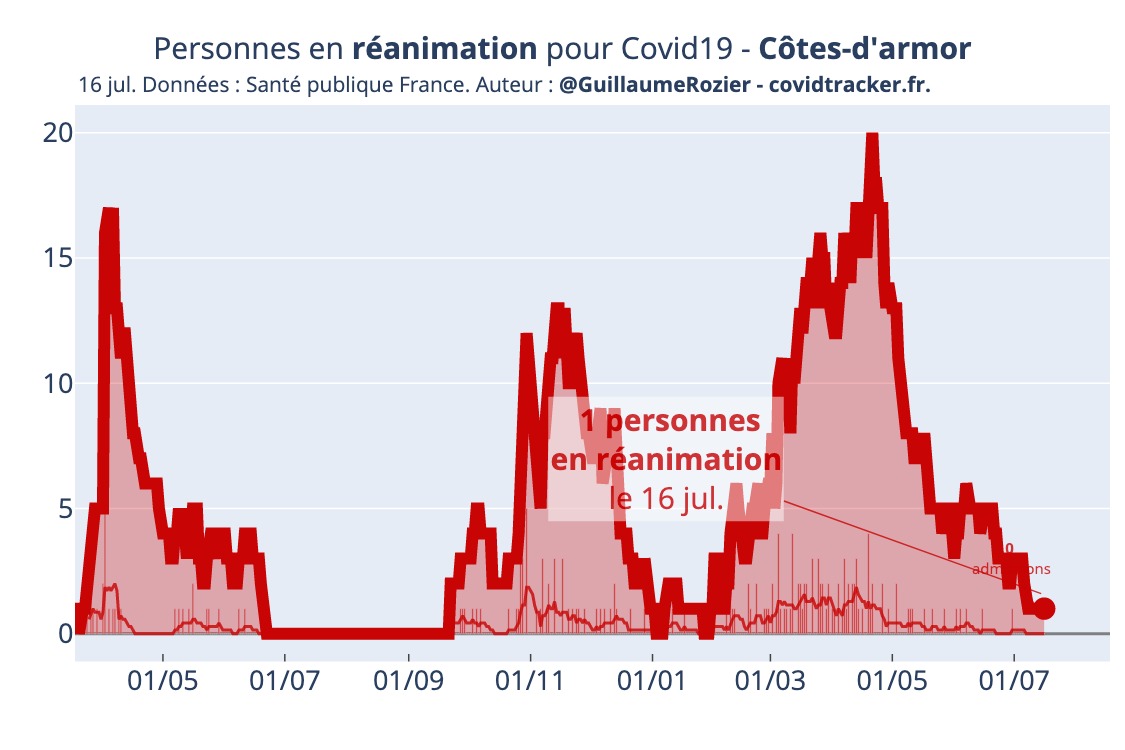 Personnes en réanimation pour Covid19 - Côtes-d'armor
16 jul. Données : Santé publique France. Auteur : @GuillaumeRozier - covidtracker.fr.
20
15
10
5
0
1 personnes
en réanimation
le 16 jul.
0
admissions
01/05 01/07 01/09 01/11 01/01 01/03 01/05 01/07